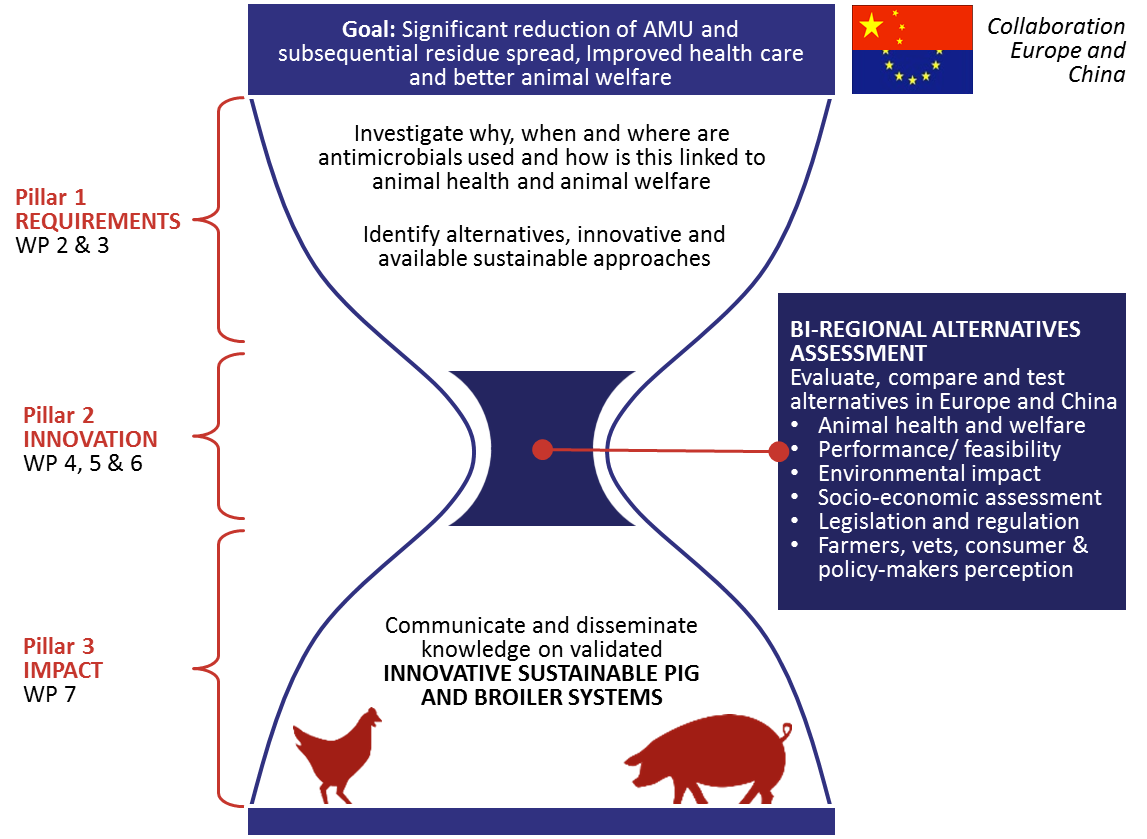 Goal: Significant reduction of AMU and
subsequential residue spread, Improved health care
and better animal welfare
Collaboration
Europe and
China
Investigate why, when and where are
antimicrobials used and how is this linked to
animal health and animal welfare
Identify alternatives, innovative and
available sustainable approaches
Pillar 1
REQUIREMENTS
WP 2 & 3
Pillar 2
INNOVATION
WP 4, 5 & 6
BI-REGIONAL ALTERNATIVES
ASSESSMENT
Evaluate, compare and test
alternatives in Europe and China
• Animal health and welfare
• Performance/ feasibility
• Environmental impact
• Socio-economic assessment
• Legislation and regulation
• Farmers, vets, consumer &
policy-makers perception
Pillar 3
IMPACT
WP 7
Communicate and disseminate
knowledge on validated
INNOVATIVE SUSTAINABLE PIG
AND BROILER SYSTEMS